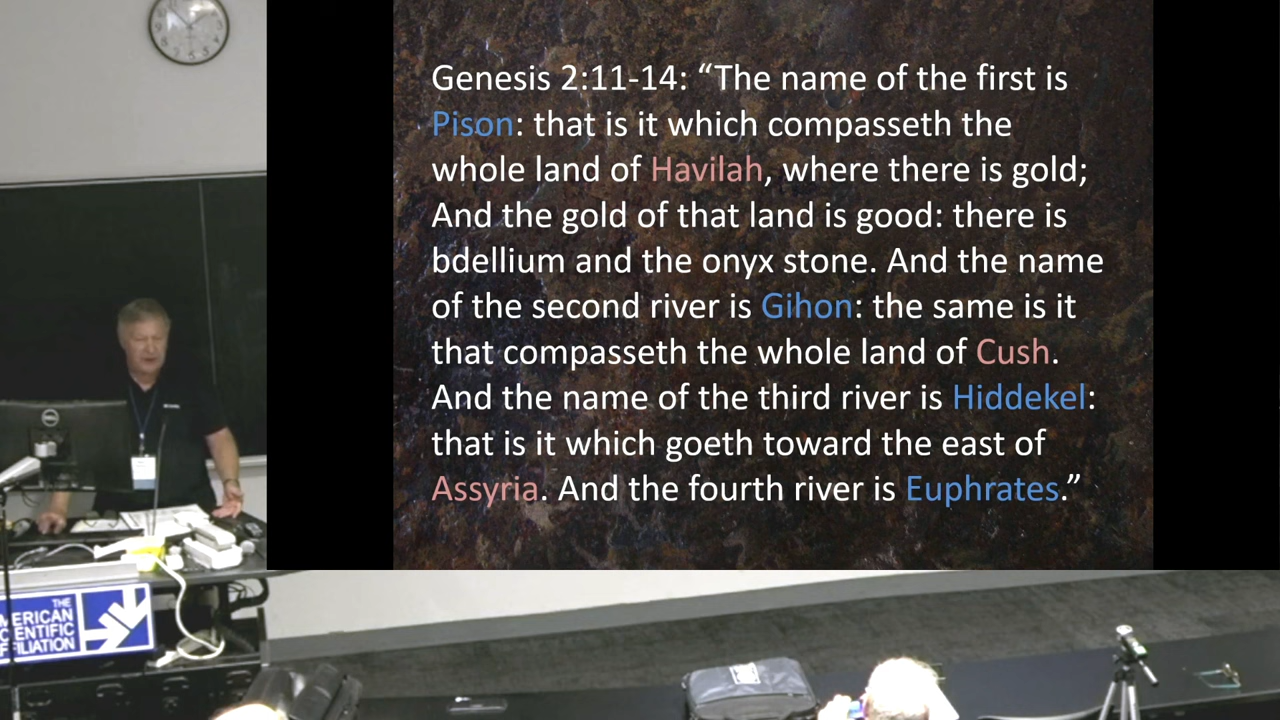 Genesis 2:11-14: “The name of the first is
Pison: that is it which compasseth the
whole land of Havilah, where there is gold;
And the gold of that land is good: there is
bdellium and the onyx stone. And the name
of the second river is Gihon: the same is it
that compasseth the whole land of Cush.
And the name of the third river is Hiddekel:
that is it which goeth toward the east of
Assyria. And the fourth river is Euphrates.”
DELL
THE
MERICAN
CIENTIFIC
FFILIATION